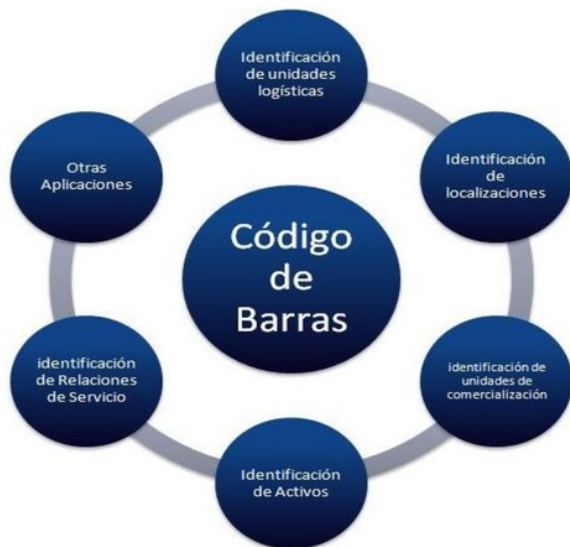 Identificación
de unidades
logísticas
Identificación
de
localizaciones
identificación de
unidades de
comercialización
Identificación
de Activos
identificación
de Relaciones
de Servicio
Otras
Aplicaciones
Código
de
Barras